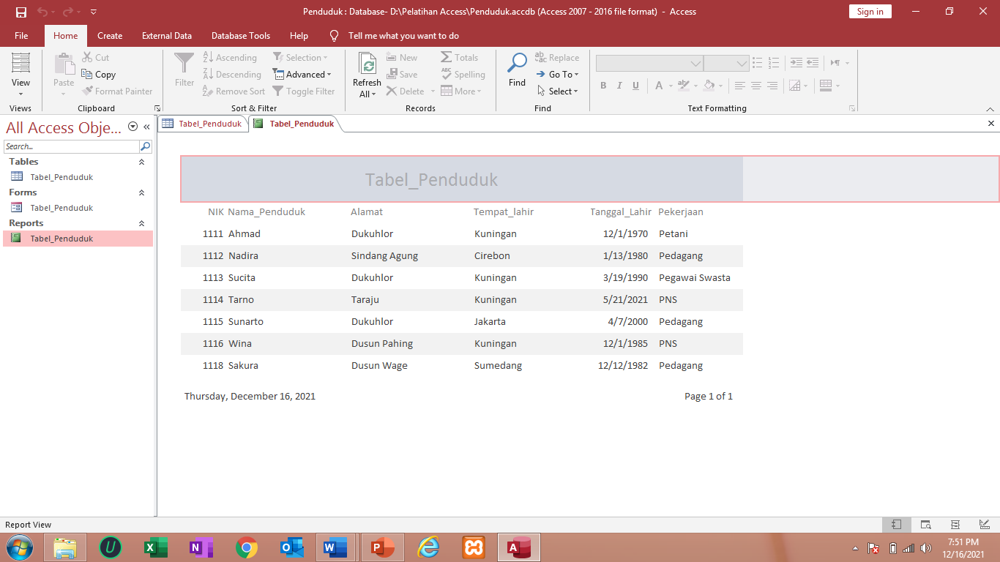 Penduduk : Database- D:\Pelatihan Access\Penduduk.accdb (Access 2007 - 2016 file format)  -  Access
Sign in
File Home Create External Data Database Tools Help Tell me what you want to do
View
Views
Paste
Cut
Copy
Format Painter
Clipboard
Filter
Ascending
Descending
Remove Sort
Selection
Advanced
Toggle Filter
Sort & Filter
Refresh
All
New
Save
Delete
Totals
Spelling
More
Records
Find
Replace
Go To
Select
Find
B I U A
Text Formatting
All Access Obje...
Search...
Tables
Tabel_Penduduk
Forms
Tabel_Penduduk
Reports
Tabel_Penduduk
Tabel_Penduduk Tabel_Penduduk
Tabel_Penduduk
NIK Nama_Penduduk Alamat Tempat_lahir Tanggal_Lahir Pekerjaan
1111 Ahmad Dukuhlor Kuningan 12/1/1970 Petani
1112 Nadira Sindang Agung Cirebon 1/13/1980 Pedagang
1113 Sucita Dukuhlor Kuningan 3/19/1990 Pegawai Swasta
1114 Tarno Taraju Kuningan 5/21/2021 PNS
1115 Sunarto Dukuhlor Jakarta 4/7/2000 Pedagang
1116 Wina Dusun Pahing Kuningan 12/1/1985 PNS
1118 Sakura Dusun Wage Sumedang 12/12/1982 Pedagang
Thursday, December 16, 2021 Page 1 of 1
Report View
7:51 PM
12/16/2021